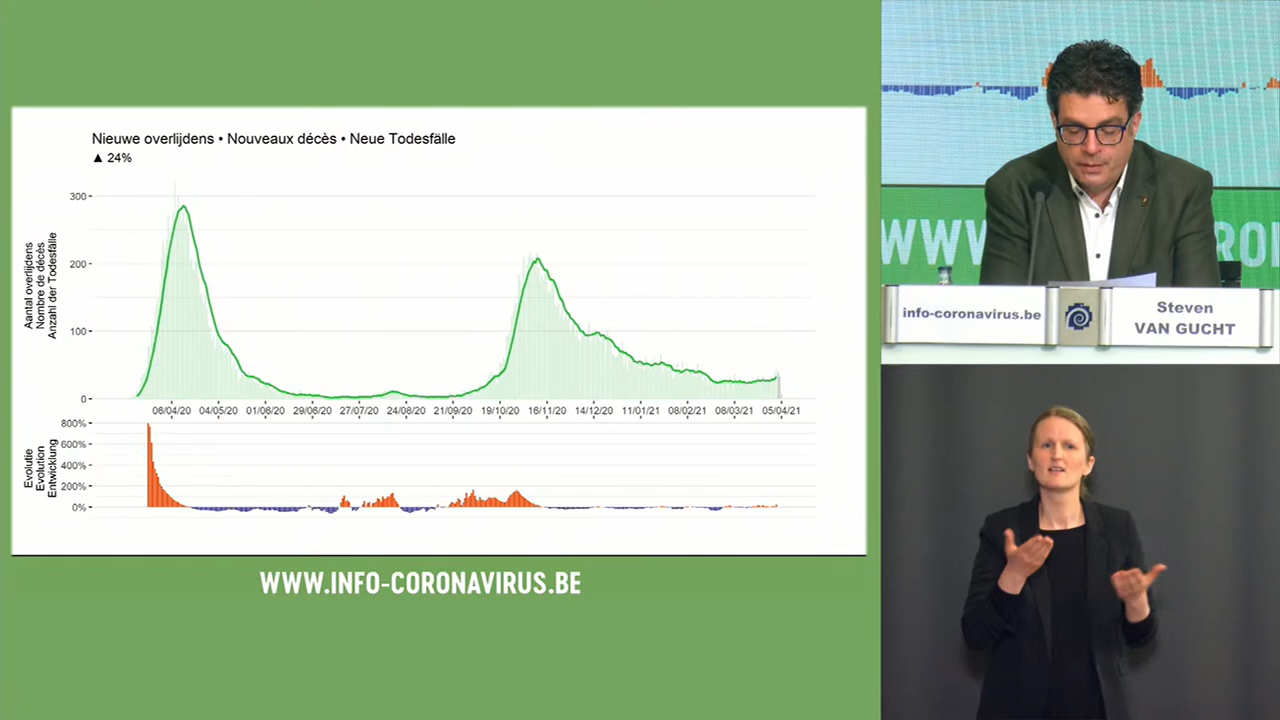 Nieuwe overlijdens • Nouveaux décès • Neue Todesfälle
▲ 24%
Aantal overlijdens
Nombre de décès
Anzahl der Todesfälle
300
200
100
0
06/04/20 04/05/20 01/06/20 29/06/20 27/07/20 24/08/20 21/09/20 19/10/20 16/11/20 14/12/20 11/01/21 08/02/21 08/03/21 05/04/21
Evolutie
Evolution
Entwicklung
800%
600%
400%
200%
0%
WWW.INFO-CORONAVIRUS.BE
WWW
info-coronavirus.be
Steven
VAN GUCHT